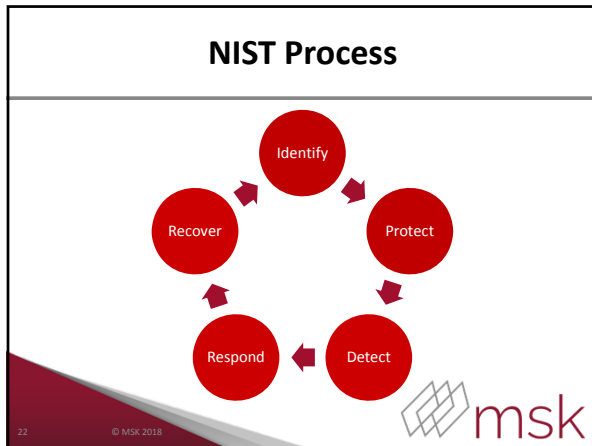 NIST Process
Identify
Protect
Detect
Respond
Recover
22
© MSK 2018
msk